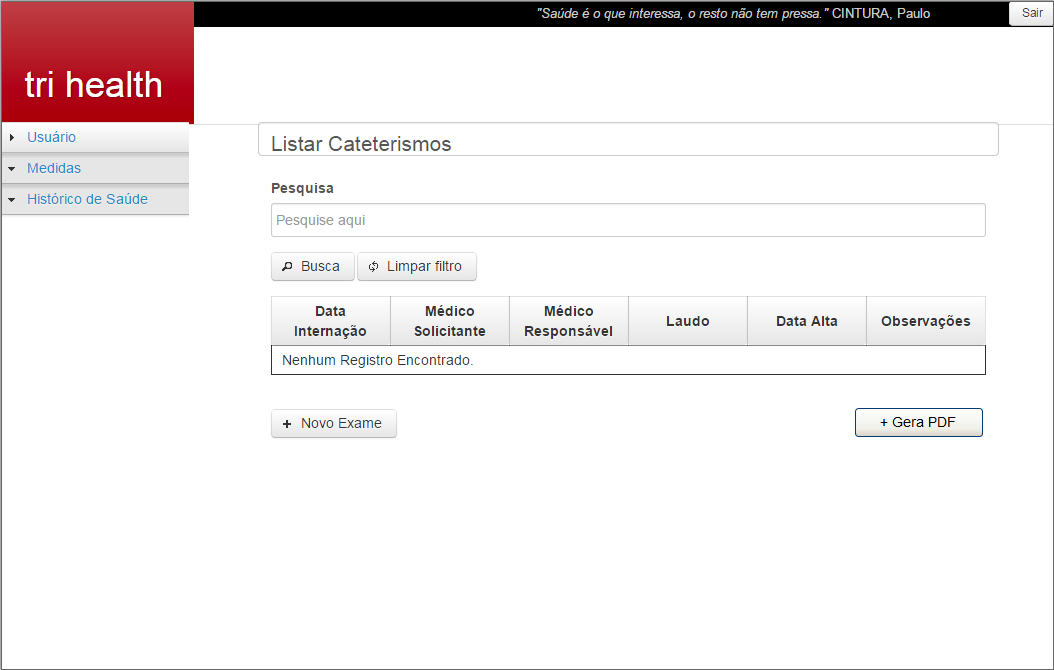 "Saúde é o que interessa, o resto não tem pressa." CINTURA, Paulo
Sair
tri health
Usuário
Medidas
Histórico de Saúde
Listar Cateterismos
Pesquisa
Pesquise aqui
Busca
Limpar filtro
Data
Internação
Médico
Solicitante
Médico
Responsável
Laudo
Data Alta
Observações
Nenhum Registro Encontrado.
+ Novo Exame
+ Gera PDF